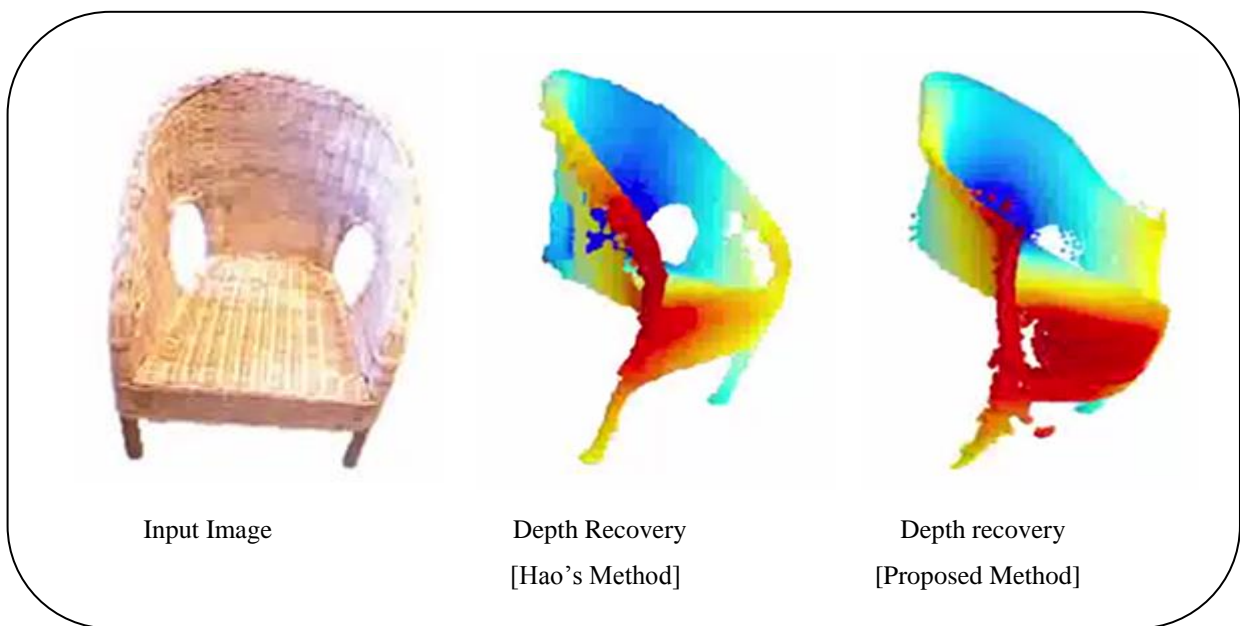 Input Image
Depth Recovery
[Hao's Method]
Depth recovery
[Proposed Method]